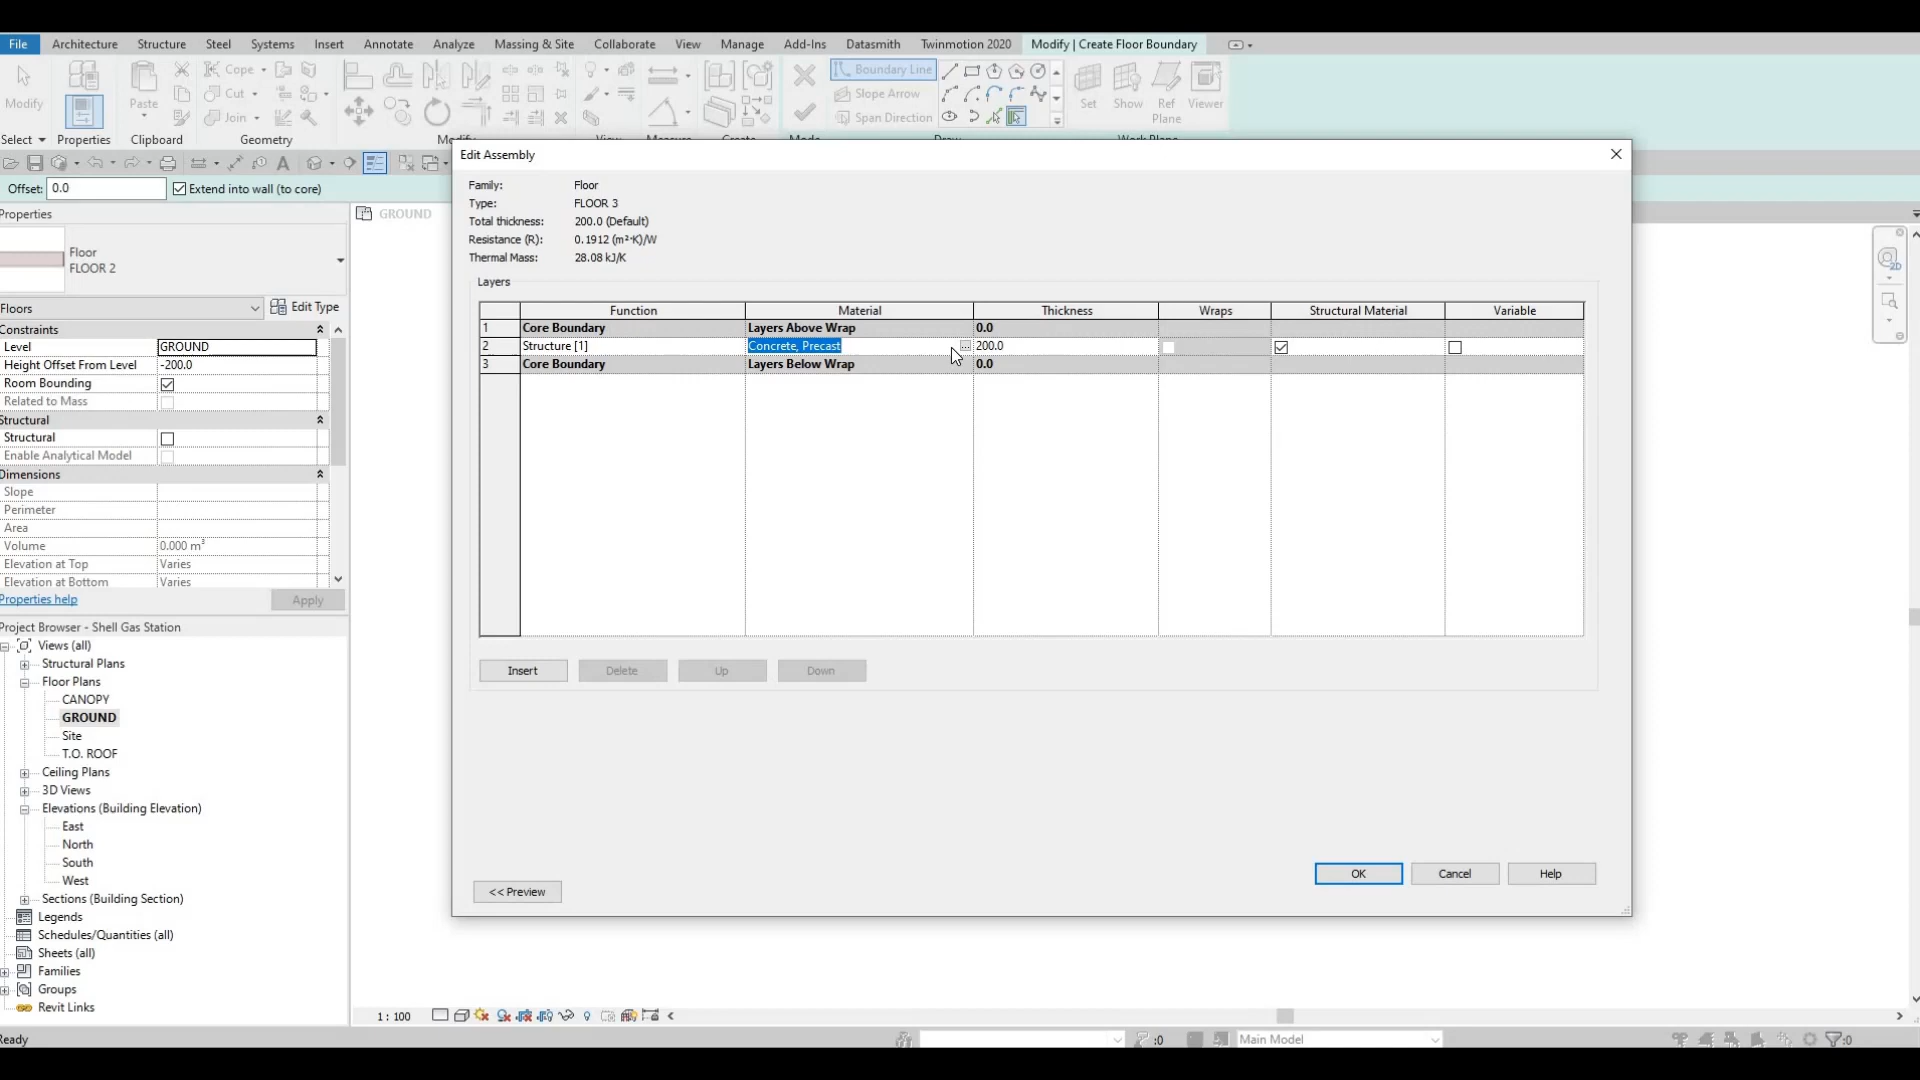 File Architecture Structure Steel Systems Insert Annotate Analyze Massing & Site Collaborate View Manage Add-Ins Datasmith Twinmotion 2020 Modify | Create Floor Boundary
Cope Boundary Line
Modify Paste Cut Slope Arrow Set Show Ref Plane Viewer
Join Span Direction
Select Properties Clipboard Geometry
Offset: 0.0 Extend into wall (to core)
Properties
Floor
FLOOR 2
Floors Edit Type
Constraints
Level GROUND
Height Offset From Level -200.0
Room Bounding
Related to Mass
Structural
Structural
Enable Analytical Model
Dimensions
Slope
Perimeter
Area
Volume 0.000 m³
Elevation at Top Varies
Elevation at Bottom Varies
Properties help Apply
Project Browser - Shell Gas Station
Views (all)
Structural Plans
Floor Plans
CANOPY
GROUND
Site
T.O. ROOF
Ceiling Plans
3D Views
Elevations (Building Elevation)
East
North
South
West
Sections (Building Section)
Legends
Schedules/Quantities (all)
Sheets (all)
Families
Groups
Revit Links
GROUND
Edit Assembly
Family: Floor
Type: FLOOR 3
Total thickness: 200.0 (Default)
Resistance (R): 0.1912 (m²·K)/W
Thermal Mass: 28.08 kJ/K
Layers
Function Material Thickness Wraps Structural Material Variable
1 Core Boundary Layers Above Wrap 0.0
2 Structure [1] Concrete, Precast ... 200.0
3 Core Boundary Layers Below Wrap 0.0
Insert Delete Up Down
OK Cancel Help
<< Preview
2D
1 : 100
Ready :0 Main Model :0